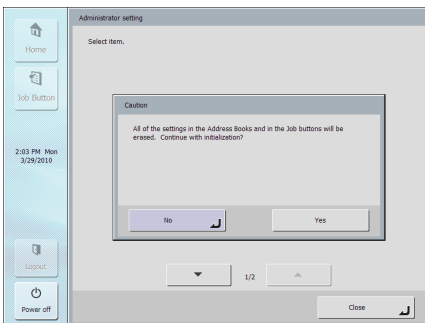 Administrator setting
Home
Select item.
Job Button
Caution
All of the settings in the Address Books and in the Job buttons will be
erased. Continue with initialization?
2:03 PM Mon
3/29/2010
No
Yes
Logout
1/2
Power off
Close